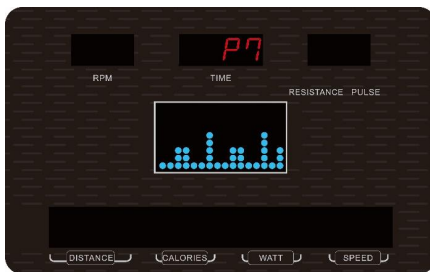 P7
RPM TIME
RESISTANCE PULSE
DISTANCE CALORIES WATT SPEED